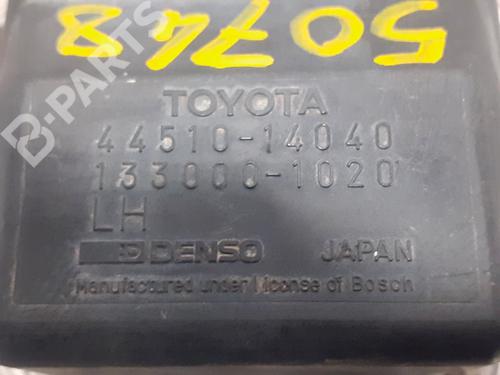 50748
TOYOTA
44510-14040
133000-1020
LH
DENSO JAPAN
Manufactured under license of Bosch
B-PARTS